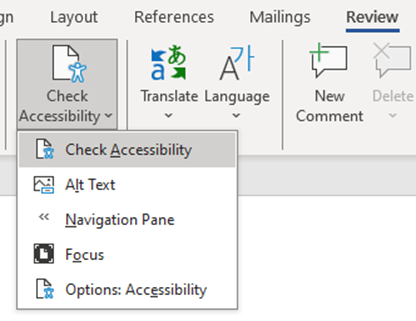 gn Layout References Mailings Review
Check Accessibility
Translate
Language
New Comment
Delete
Check Accessibility
Alt Text
Navigation Pane
Focus
Options: Accessibility